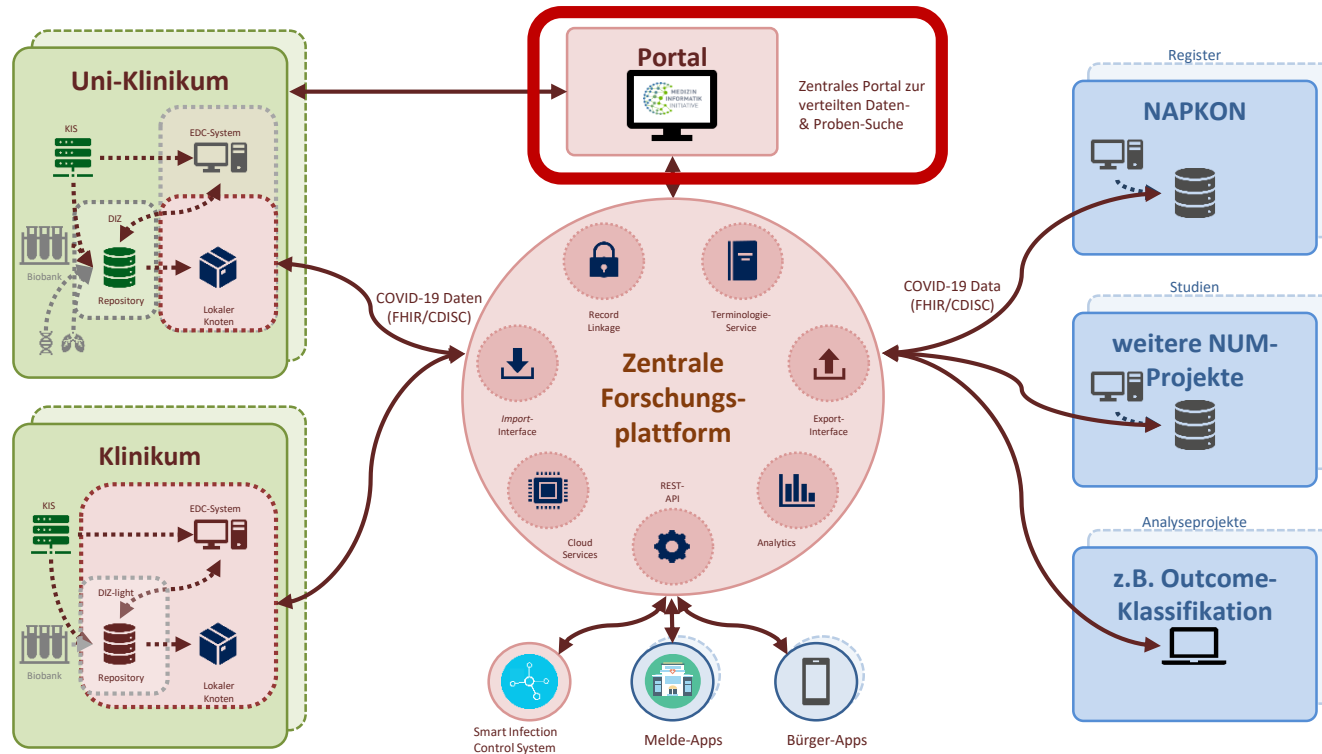 Uni-Klinikum
KIS
EDC-System
DIZ
Biobank
Repository
Lokaler
Knoten
Klinikum
KIS
EDC-System
DIZ-light
Biobank
Repository
Lokaler
Knoten
Portal
MEDIZIN
INFORMATIK
INITIATIVE
Zentrales Portal zur
verteilten Daten-
& Proben-Suche
COVID-19 Daten
(FHIR/CDISC)
Record
Linkage
Terminologie-
Service
Import-
Interface
Zentrale
Forschungs-
plattform
Export-
Interface
Cloud
Services
REST-
API
Analytics
COVID-19 Data
(FHIR/CDISC)
Smart Infection
Control System
Melde-Apps
Bürger-Apps
Register
NAPKON
Studien
weitere NUM-
Projekte
Analyseprojekte
z.B. Outcome-
Klassifikation